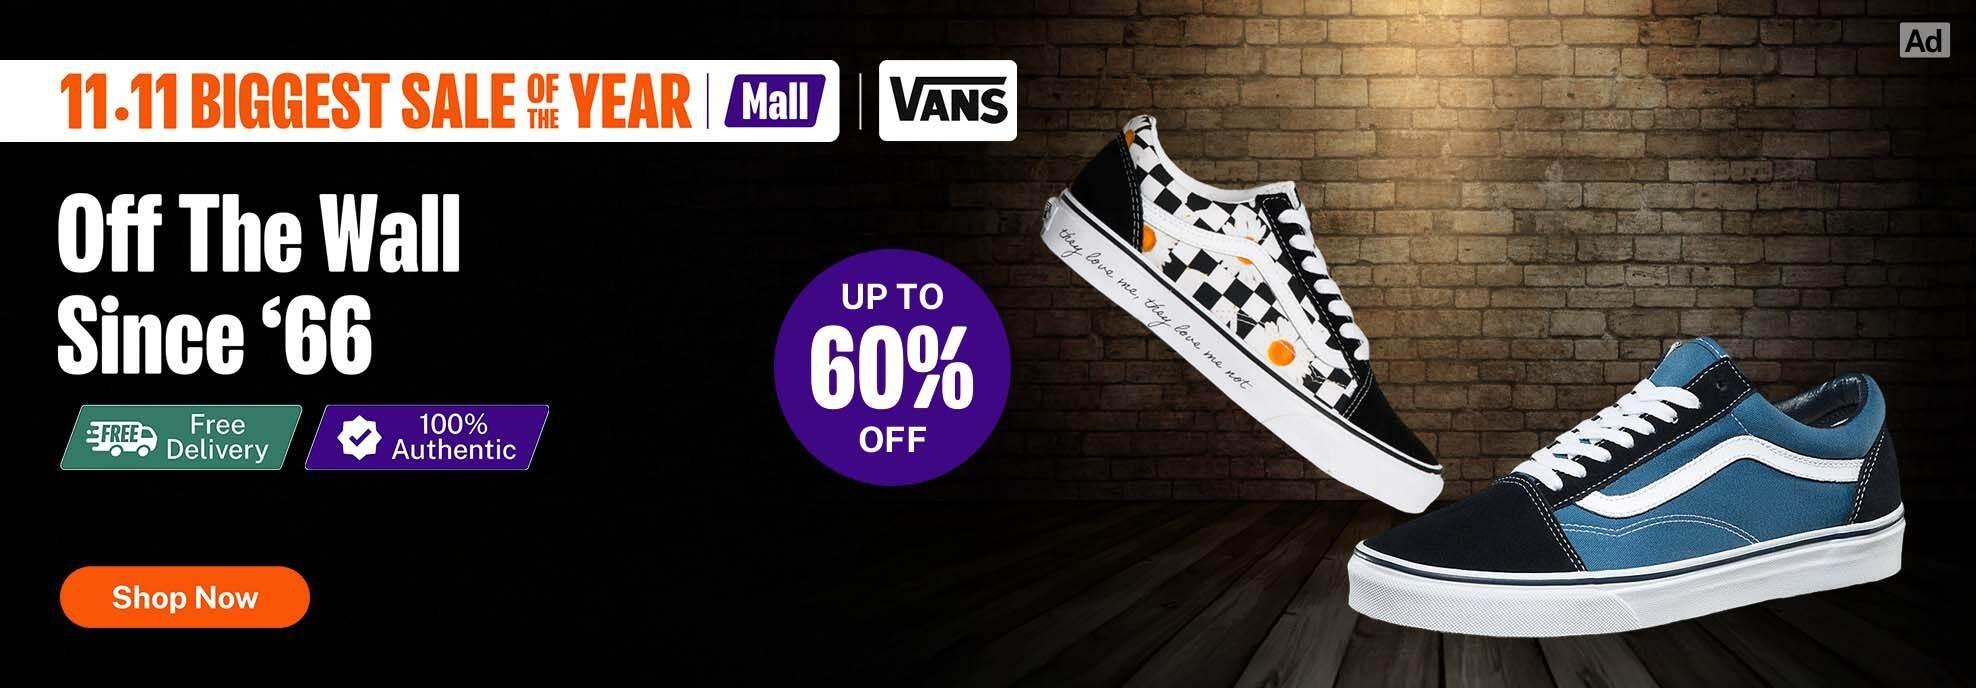 Ad
11.11 BIGGEST SALE OF THE YEAR | Mall | VANS
Off The Wall
Since ‘66
UP TO
60%
OFF
they love me, they love me not
FREE
Free
Delivery
100%
Authentic
Shop Now